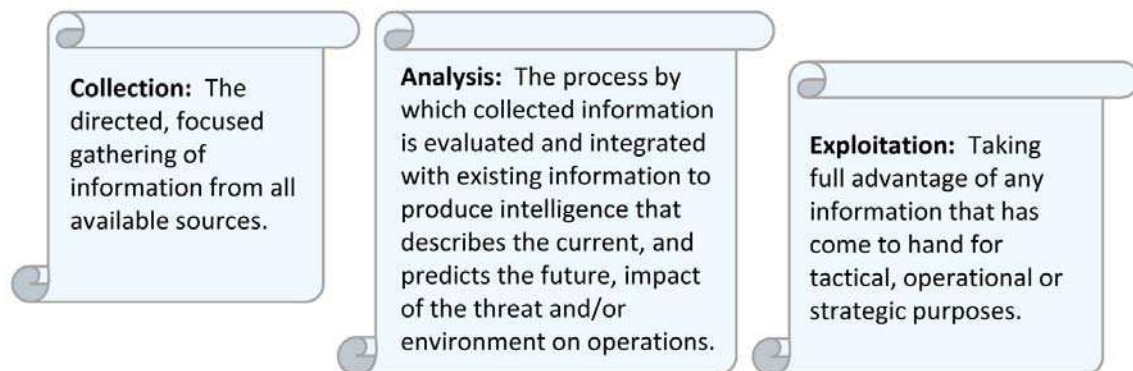 Collection: The
directed, focused
gathering of
information from all
available sources.
Analysis: The process by
which collected information
is evaluated and integrated
with existing information to
produce intelligence that
describes the current, and
predicts the future, impact
of the threat and/or
environment on operations.
Exploitation: Taking
full advantage of any
information that has
come to hand for
tactical, operational or
strategic purposes.